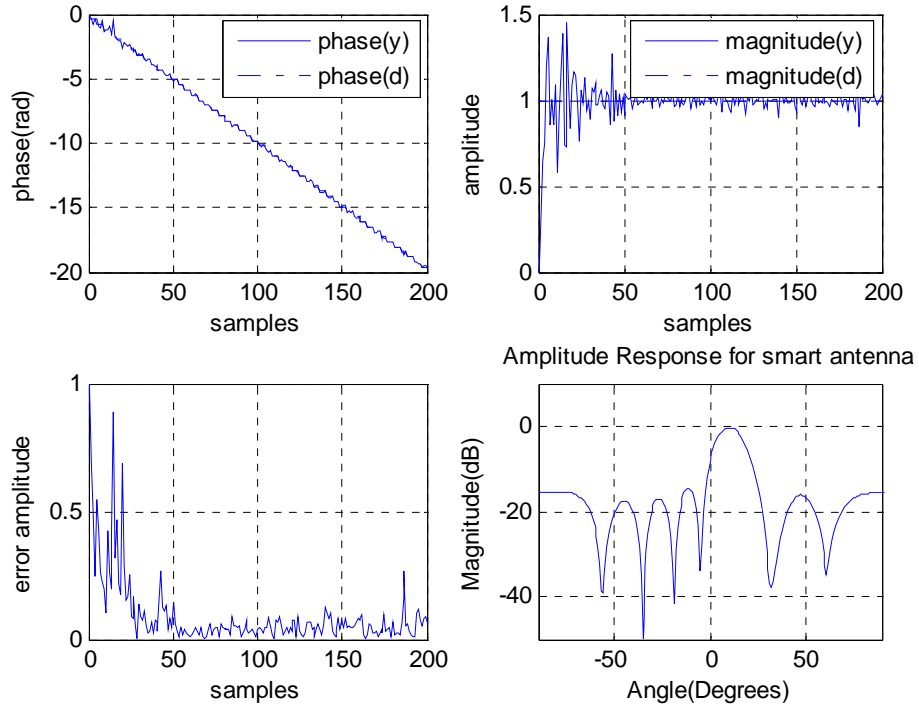 0
-5
-10
-15
-20
0
50
100
150
200
phase(rad)
samples
phase(y)
phase(d)
1.5
1
0.5
0
0
50
100
150
200
amplitude
samples
magnitude(y)
magnitude(d)
1
0.5
0
0
50
100
150
200
error amplitude
samples
Amplitude Response for smart antenna
0
-20
-40
-50
0
50
Magnitude(dB)
Angle(Degrees)